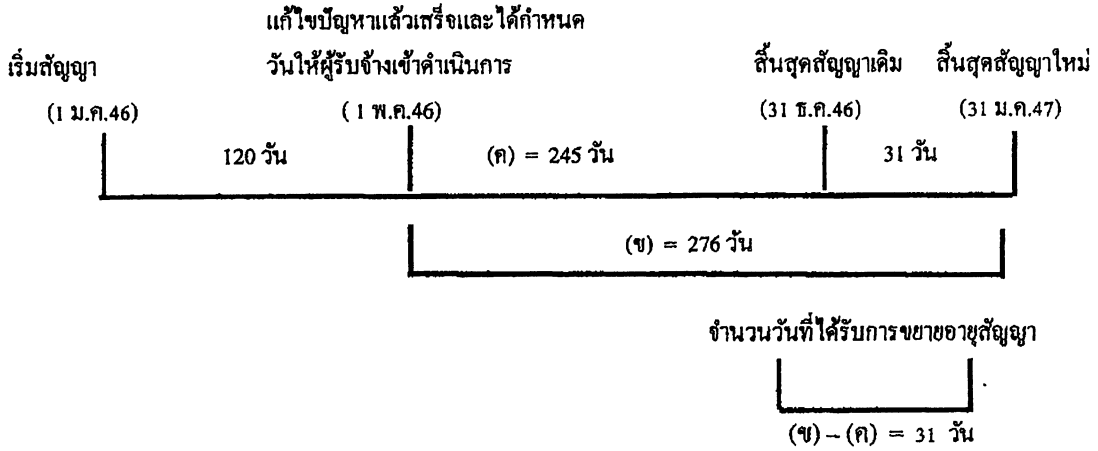 แก้ไขปัญหาแล้วเสร็จและได้กำหนด
เริ่มสัญญา วันให้ผู้รับจ้างเข้าดำเนินการ สิ้นสุดสัญญาเดิม สิ้นสุดสัญญาใหม่
(1 ม.ค.46) ( 1 พ.ค.46) (31 ธ.ค.46) (31 ม.ค.47)
120 วัน (ค) = 245 วัน 31 วัน
(ข) = 276 วัน
จำนวนวันที่ได้รับการขยายอายุสัญญา
(ข) – (ค) = 31 วัน